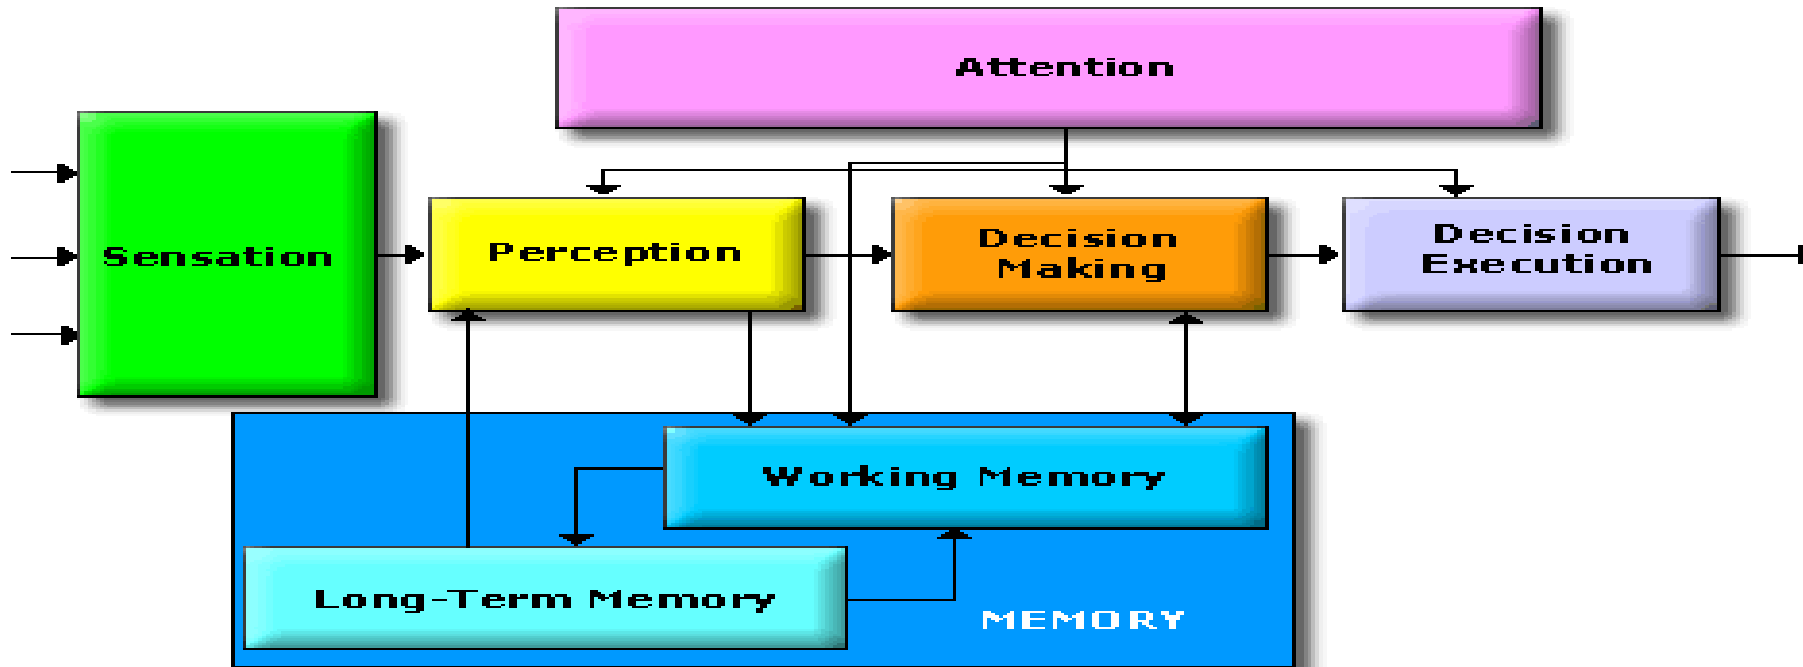 Attention
Sensation
Perception
Decision
Making
Decision
Execution
Working Memory
Long-Term Memory
MEMORY